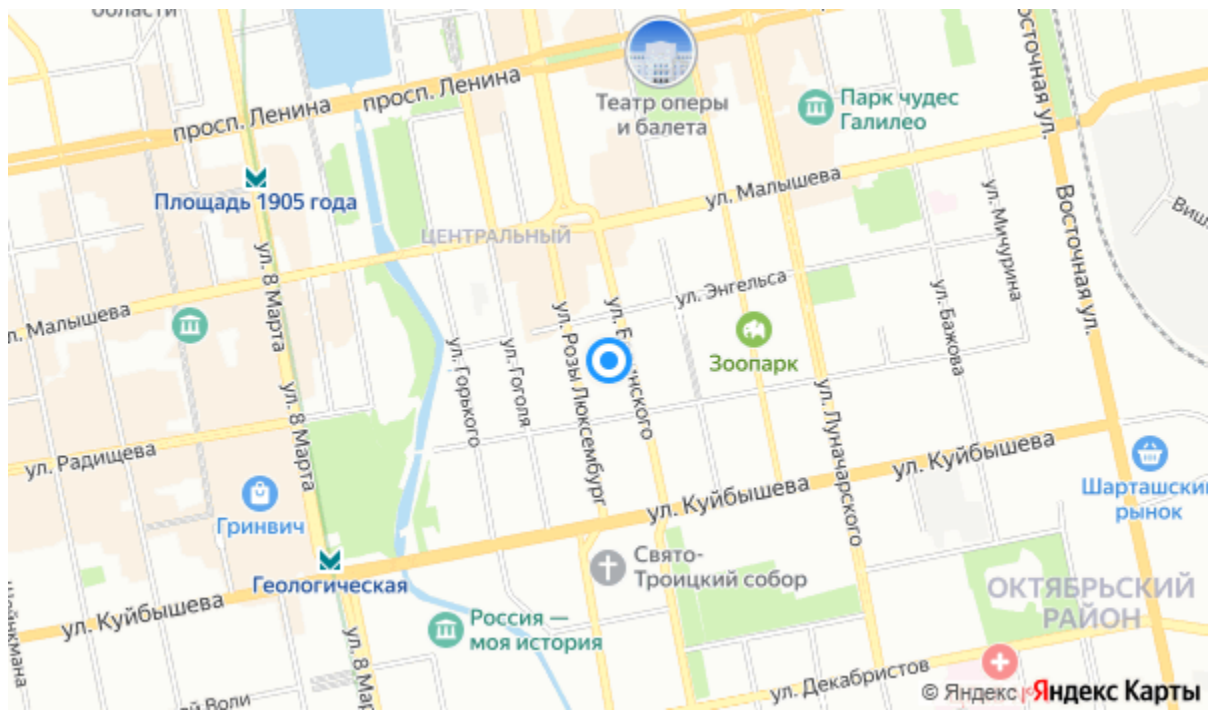 области
просп. Ленина
просп. Ленина
Восточная ул.
Театр оперы
и балета
Парк чудес
Галилео
Площадь 1905 года
ул. Малышева
ЦЕНТРАЛЬНЫЙ
ул. Мичурина
Восточная ул.
ул. 8 Марта
ул. Энгельса
ул. Бажова
ул. Малышева
ул. Розы Люксембург
ул. Горького
ул. Гоголя
Зоопарк
ул. 8 Марта
ул. Луначарского
ул. Радищева
ул. Куйбышева
Гринвич
ул. Куйбышева
Шарташский
рынок
Геологическая
Свято-
Троицкий собор
ОКТЯБРЬСКИЙ
РАЙОН
ул. Куйбышева
Россия —
моя история
ул. 8 Мар
ул. Декабристов
Воли
© Яндекс
Яндекс Карты